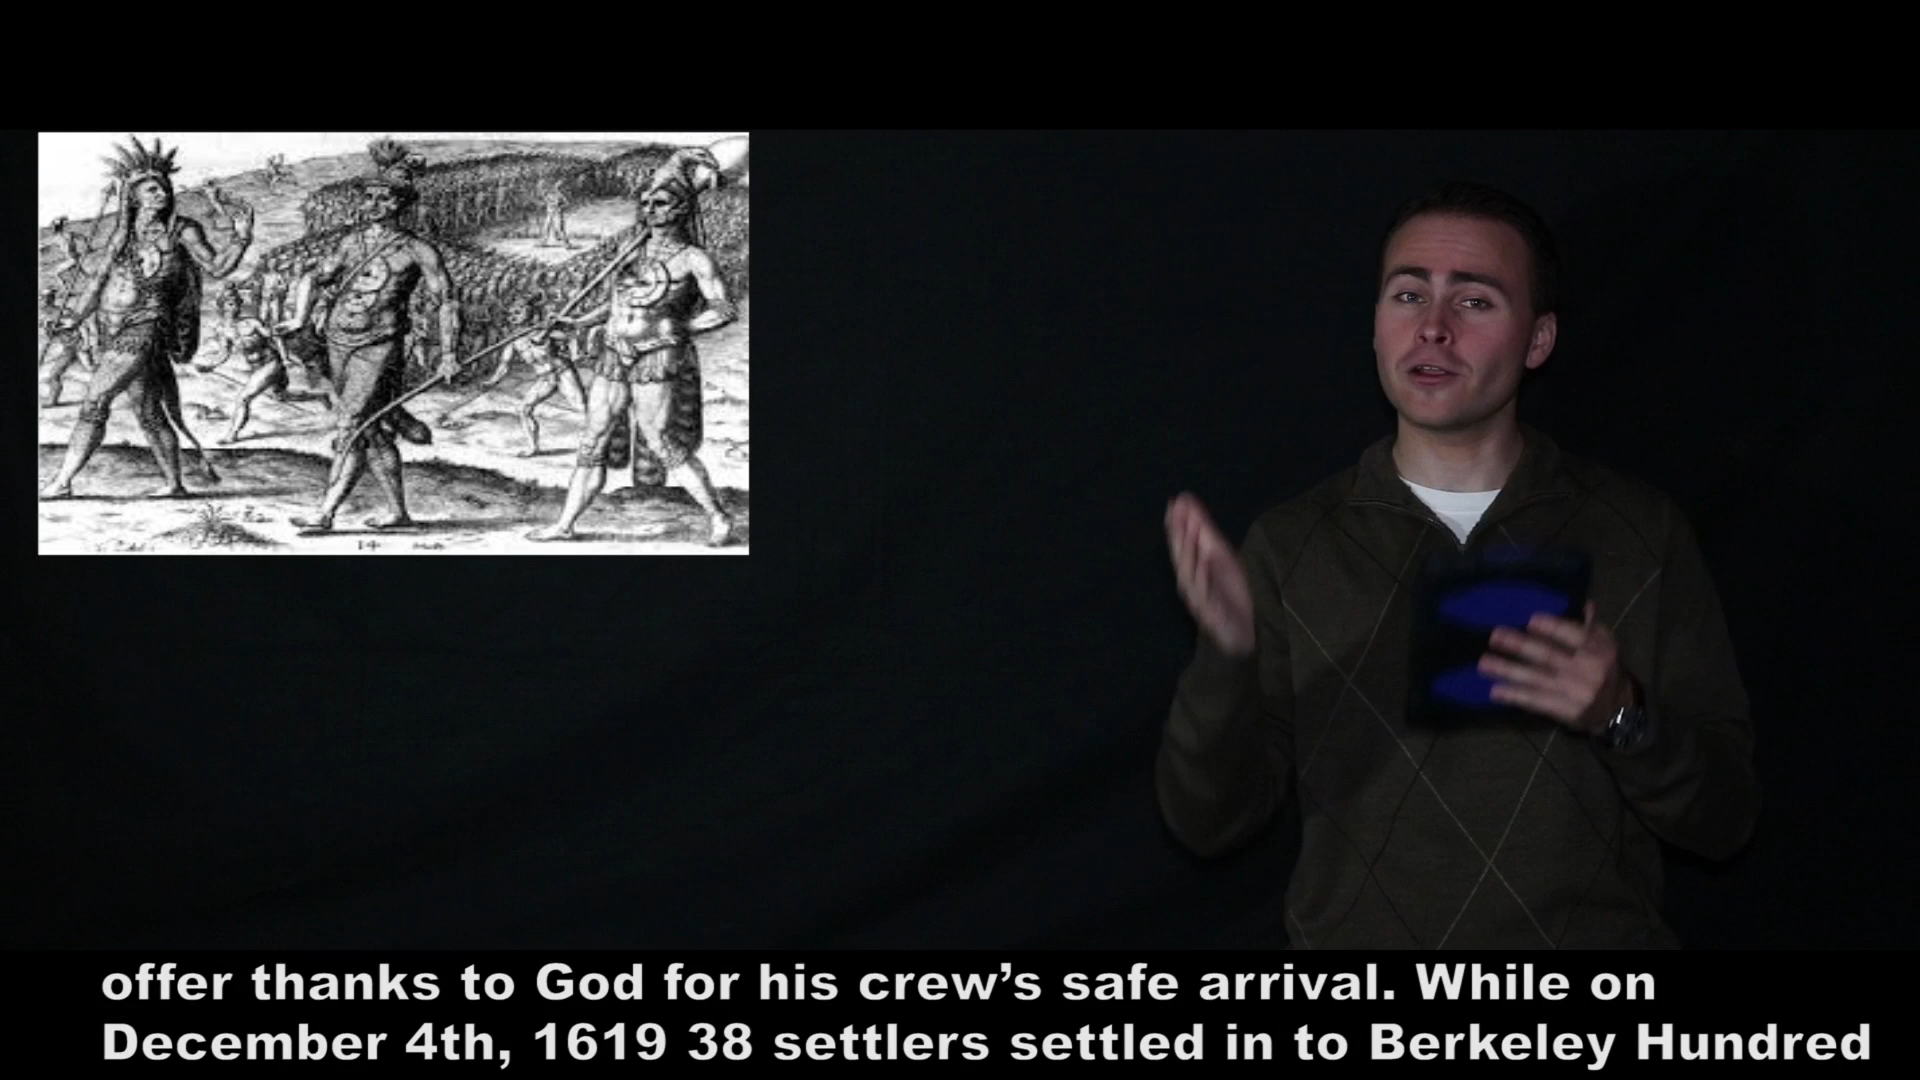 14
offer thanks to God for his crew’s safe arrival. While on
December 4th, 1619 38 settlers settled in to Berkeley Hundred